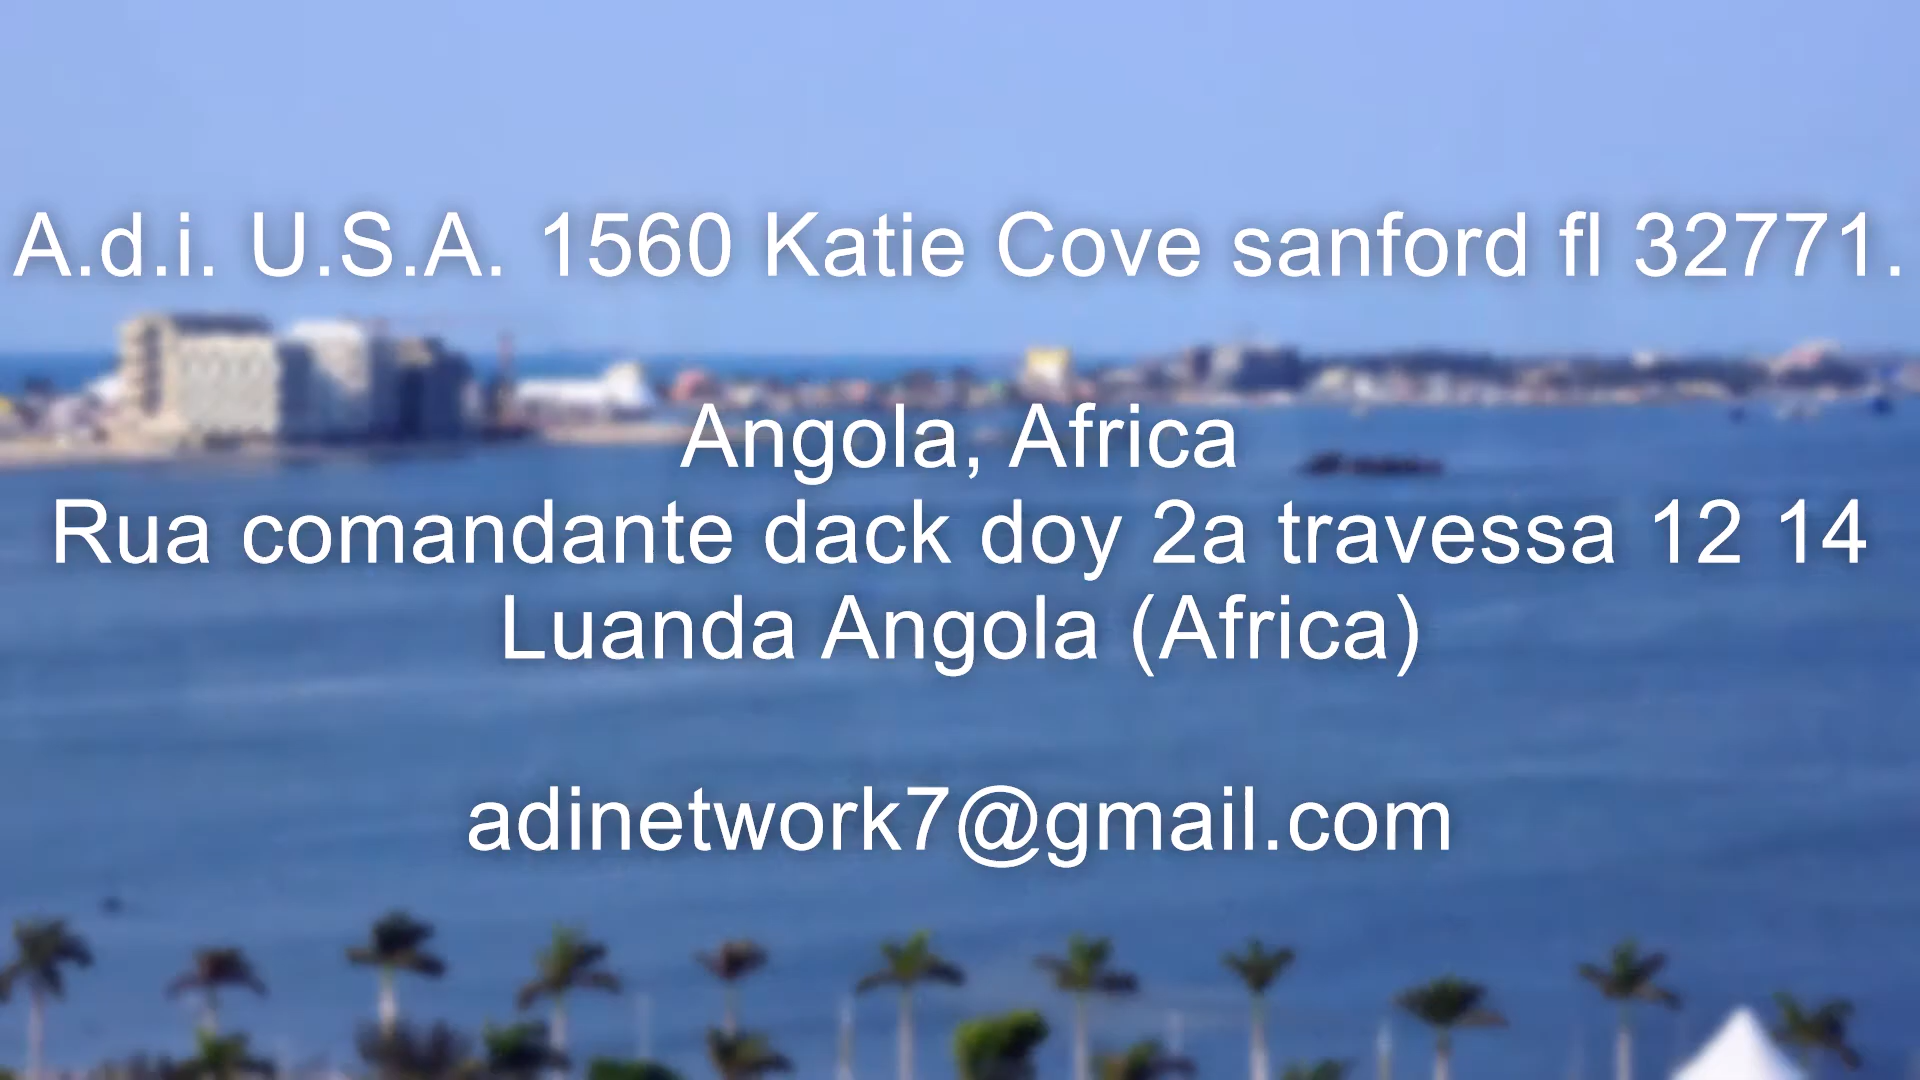 A.d.i. U.S.A. 1560 Katie Cove sanford fl 32771.
Angola, Africa
Rua comandante dack doy 2a travessa 12 14
Luanda Angola (Africa)
adinetwork7@gmail.com